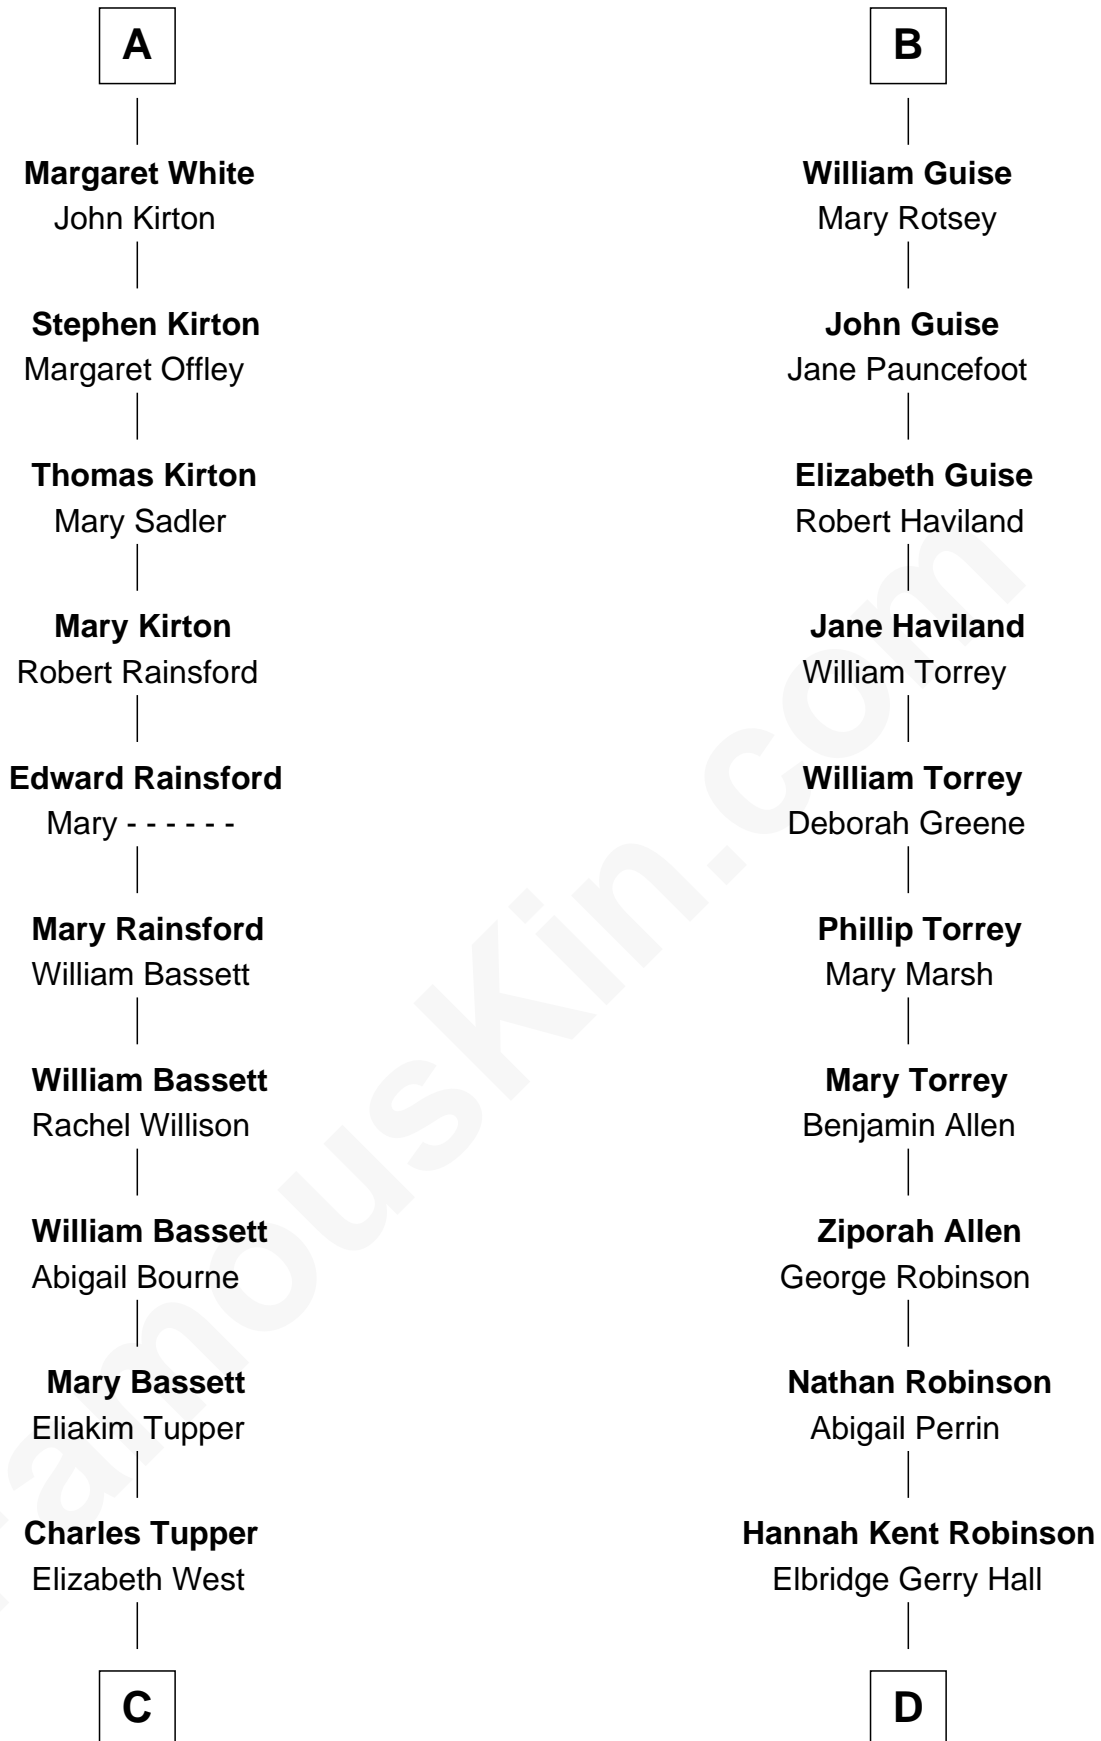 A
Margaret White
John Kirton
Stephen Kirton
Margaret Offley
Thomas Kirton
Mary Sadler
Mary Kirton
Robert Rainsford
Edward Rainsford
Mary - - - - - -
Mary Rainsford
William Bassett
William Bassett
Rachel Willison
William Bassett
Abigail Bourne
Mary Bassett
Eliakim Tupper
Charles Tupper
Elizabeth West
C
B
William Guise
Mary Rotsey
John Guise
Jane Pauncefoot
Elizabeth Guise
Robert Haviland
Jane Haviland
William Torrey
William Torrey
Deborah Greene
Phillip Torrey
Mary Marsh
Mary Torrey
Benjamin Allen
Ziporah Allen
George Robinson
Nathan Robinson
Abigail Perrin
Hannah Kent Robinson
Elbridge Gerry Hall
D
FamousKin.com